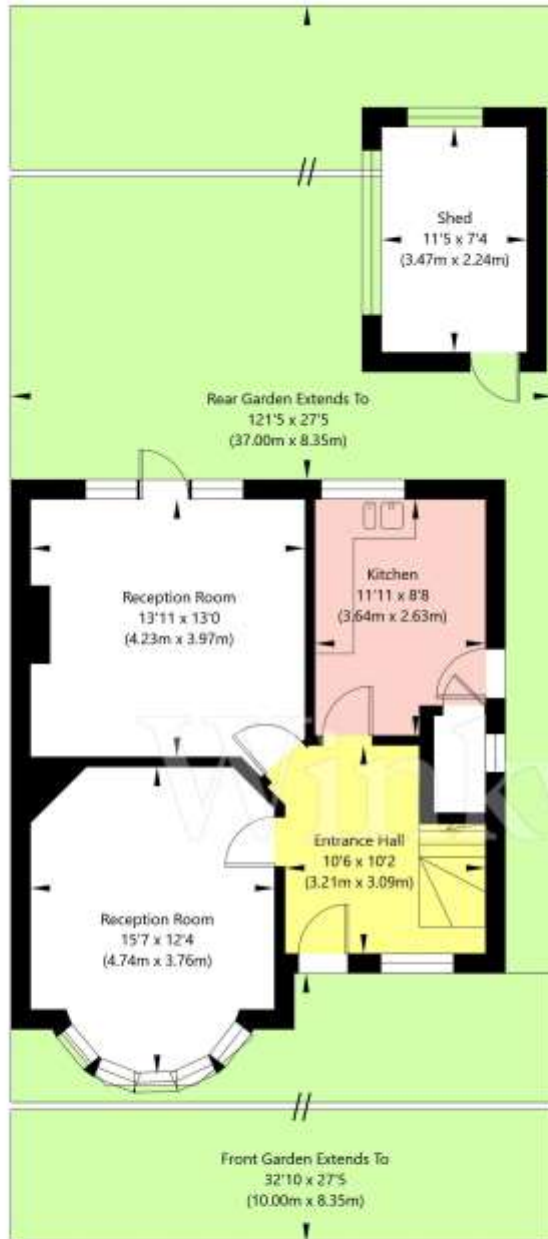 Shed
11'5 x 7'4
(3.47m x 2.24m)
Rear Garden Extends To
121'5 x 27'5
(37.00m x 8.35m)
Reception Room
13'11 x 13'0
(4.23m x 3.97m)
Kitchen
11'11 x 8'8
(3.64m x 2.63m)
Entrance Hall
10'6 x 10'2
(3.21m x 3.09m)
Reception Room
15'7 x 12'4
(4.74m x 3.76m)
Front Garden Extends To
32'10 x 27'5
(10.00m x 8.35m)